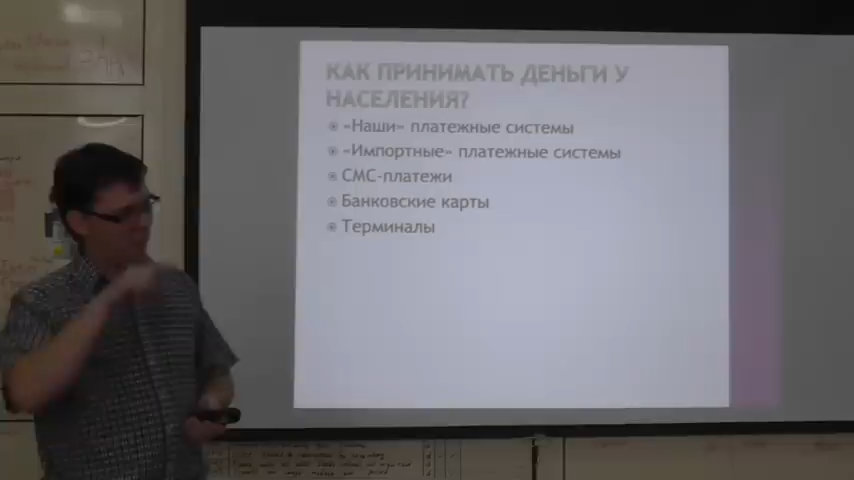 КАК ПРИНИМАТЬ ДЕНЬГИ У
НАСЕЛЕНИЯ?
«Наши» платежные системы
«Импортные» платежные системы
СМС-платежи
Банковские карты
Терминалы